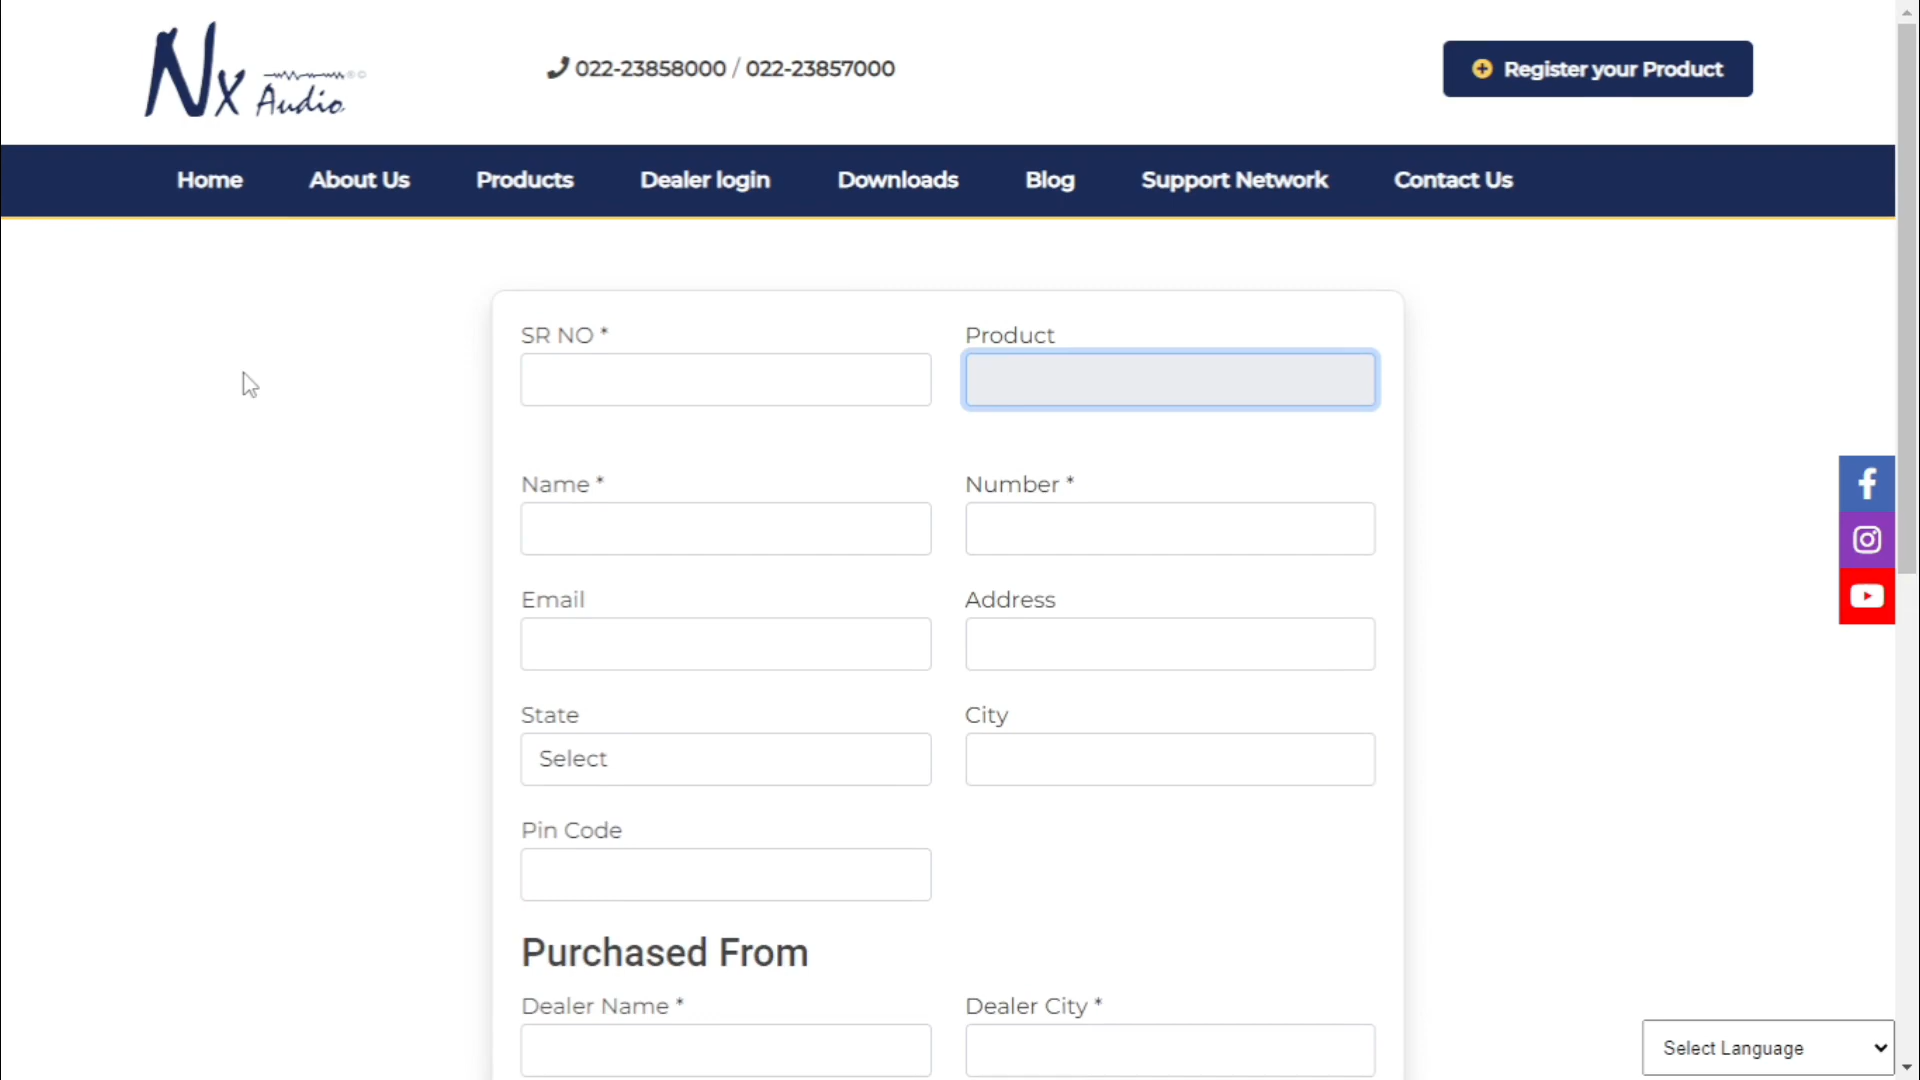 Nx Audio
022-23858000 / 022-23857000
Register your Product
Home About Us Products Dealer login Downloads Blog Support Network Contact Us
SR NO * Product
Name * Number *
Email Address
State City
Select
Pin Code
Purchased From
Dealer Name * Dealer City *
Select Language